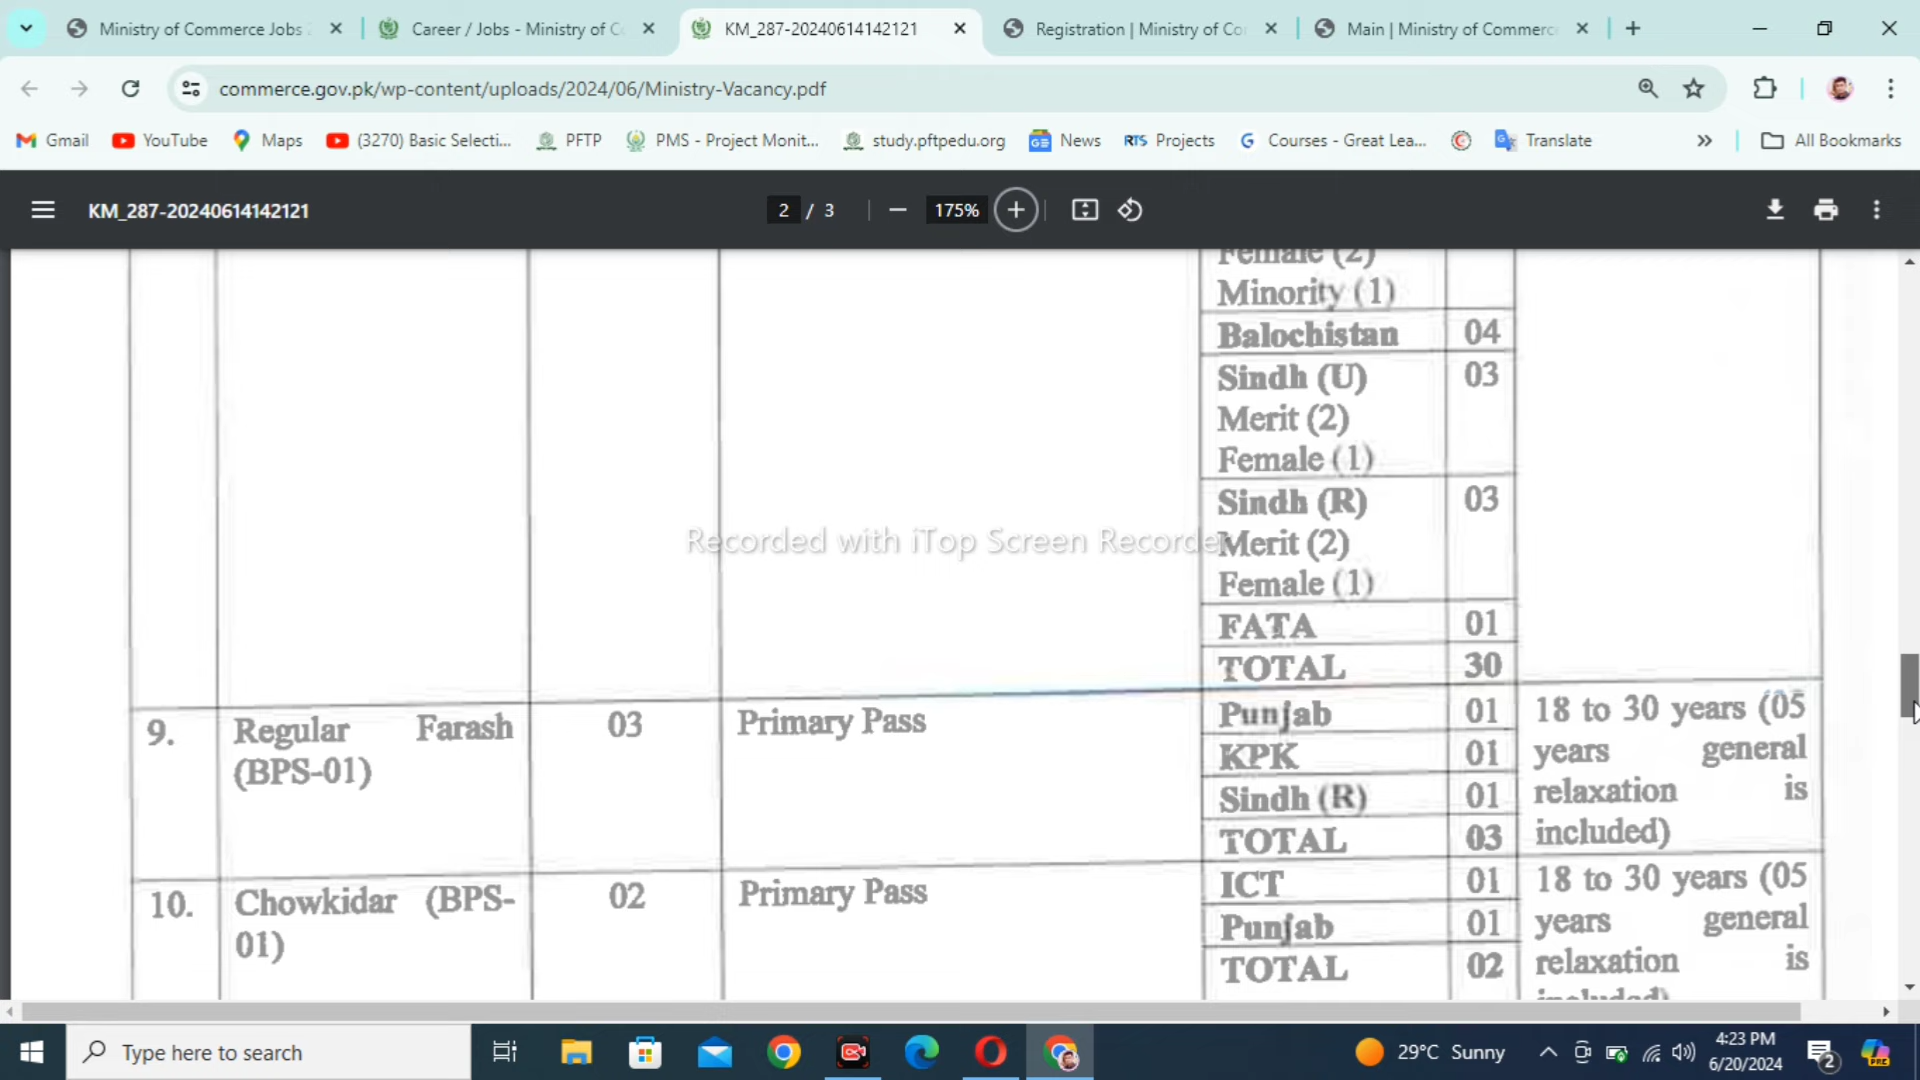 Ministry of Commerce Jobs
Career / Jobs - Ministry of Co
KM_287-20240614142121
Registration | Ministry of Co
Main | Ministry of Commerc
commerce.gov.pk/wp-content/uploads/2024/06/Ministry-Vacancy.pdf
Gmail
YouTube
Maps
(3270) Basic Selecti...
PFTP
PMS - Project Monit...
study.pftpedu.org
News
RTS Projects
Courses - Great Lea...
Translate
All Bookmarks
KM_287-20240614142121
2 / 3
175%
Female (2)
Minority (1)
Balochistan 04
Sindh (U) 03
Merit (2)
Female (1)
Sindh (R) 03
Recorded with iTop Screen Recorder
Merit (2)
Female (1)
FATA 01
TOTAL 30
9. Regular Farash 03 Primary Pass Punjab 01 18 to 30 years (05
(BPS-01) KPK 01 years general
Sindh (R) 01 relaxation is
TOTAL 03 included)
10. Chowkidar (BPS- 02 Primary Pass ICT 01 18 to 30 years (05
01) Punjab 01 years general
TOTAL 02 relaxation is
included)
Type here to search
29°C Sunny
4:23 PM
6/20/2024
2
PRE